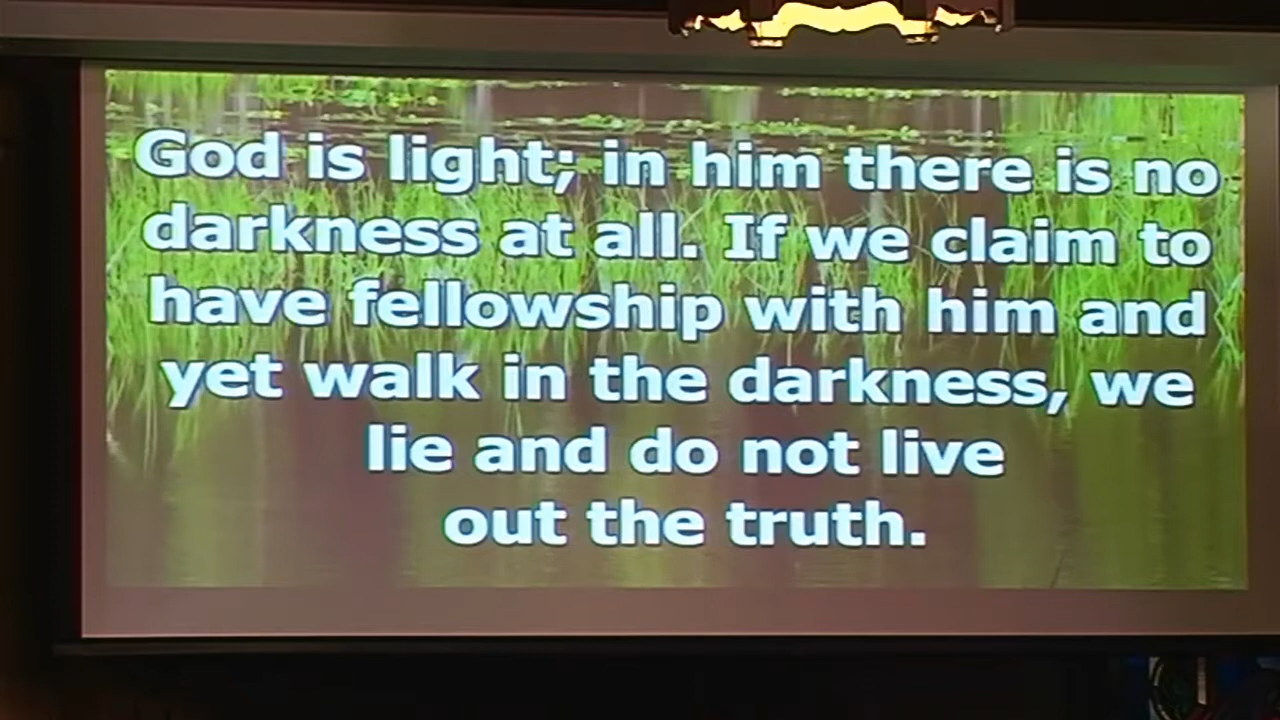 God is light; in him there is no
darkness at all. If we claim to
have fellowship with him and
yet walk in the darkness, we
lie and do not live
out the truth.